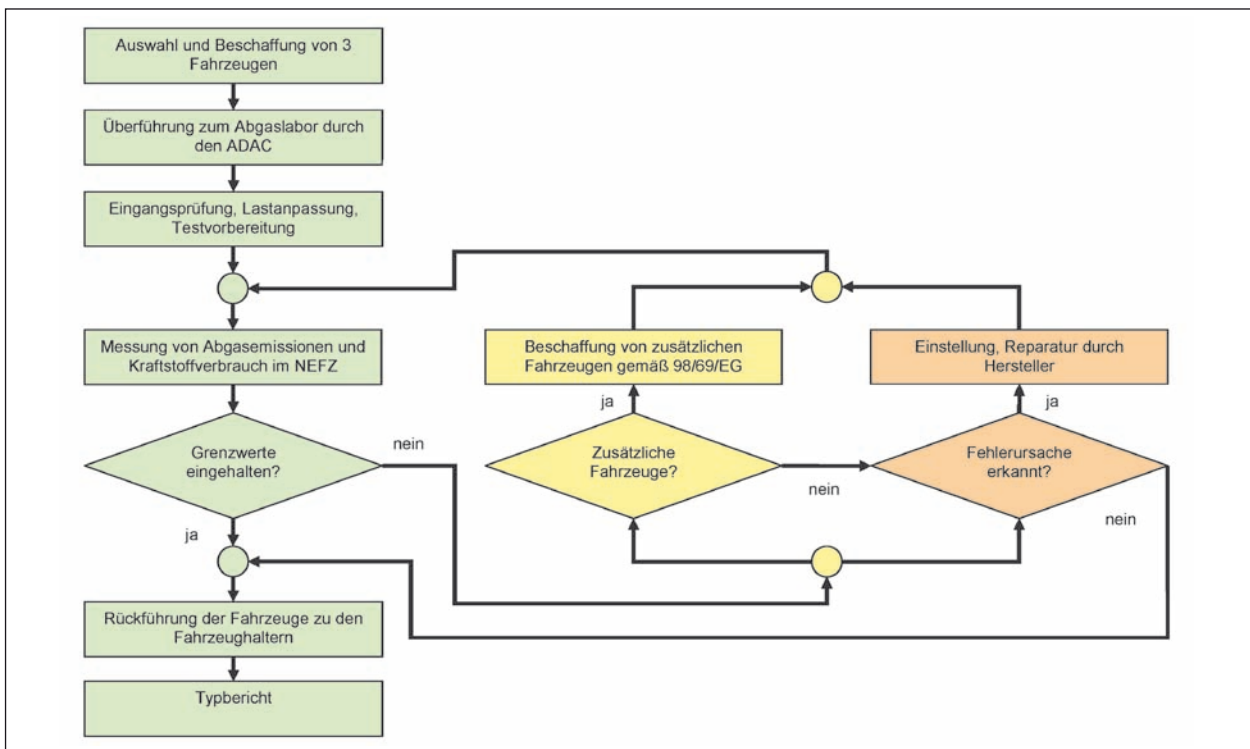 Auswahl und Beschaffung von 3
Fahrzeugen
Überführung zum Abgaslabor durch
den ADAC
Eingangsprüfung, Lastanpassung,
Testvorbereitung
Messung von Abgasemissionen und
Kraftstoffverbrauch im NEFZ
Grenzwerte
eingehalten?
nein
ja
Rückführung der Fahrzeuge zu den
Fahrzeughaltern
Typbericht
Beschaffung von zusätzlichen
Fahrzeugen gemäß 98/69/EG
ja
Zusätzliche
Fahrzeuge?
nein
Einstellung, Reparatur durch
Hersteller
ja
Fehlerursache
erkannt?
nein